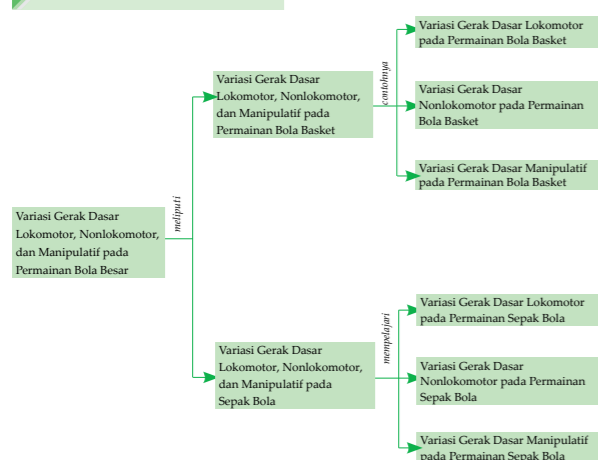 Variasi Gerak Dasar
Lokomotor, Nonlokomotor,
dan Manipulatif pada
Permainan Bola Besar
meliputi
Variasi Gerak Dasar
Lokomotor, Nonlokomotor,
dan Manipulatif pada
Permainan Bola Basket
contohnya
Variasi Gerak Dasar Lokomotor
pada Permainan Bola Basket
Variasi Gerak Dasar
Nonlokomotor pada Permainan
Bola Basket
Variasi Gerak Dasar Manipulatif
pada Permainan Bola Basket
Variasi Gerak Dasar
Lokomotor, Nonlokomotor,
dan Manipulatif pada
Sepak Bola
mempelajari
Variasi Gerak Dasar Lokomotor
pada Permainan Sepak Bola
Variasi Gerak Dasar
Nonlokomotor pada Permainan
Sepak Bola
Variasi Gerak Dasar Manipulatif
pada Permainan Sepak Bola